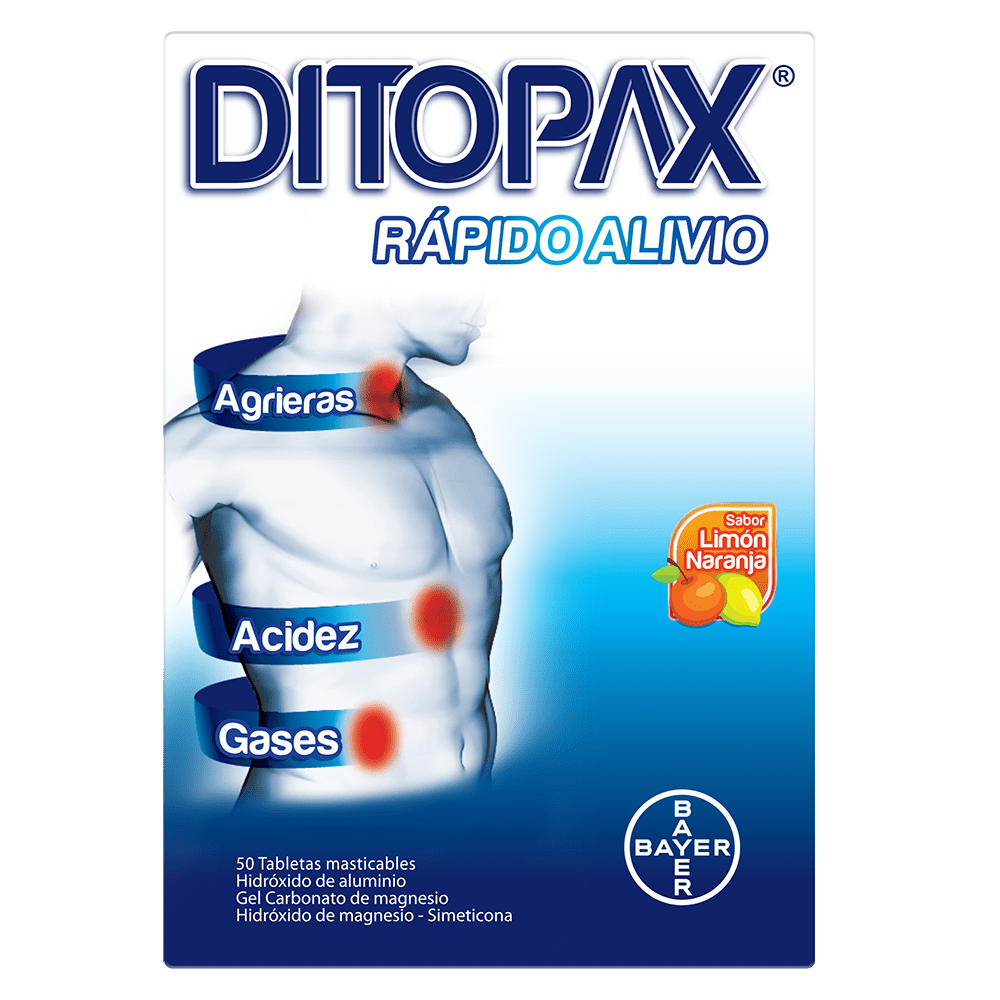 DITOPAX®
RÁPIDO ALIVIO
Agrieras
Acidez
Gases
Sabor
Limón
Naranja
50 Tabletas masticables
Hidróxido de aluminio
Gel Carbonato de magnesio
Hidróxido de magnesio - Simeticona
BAYER
BAYER